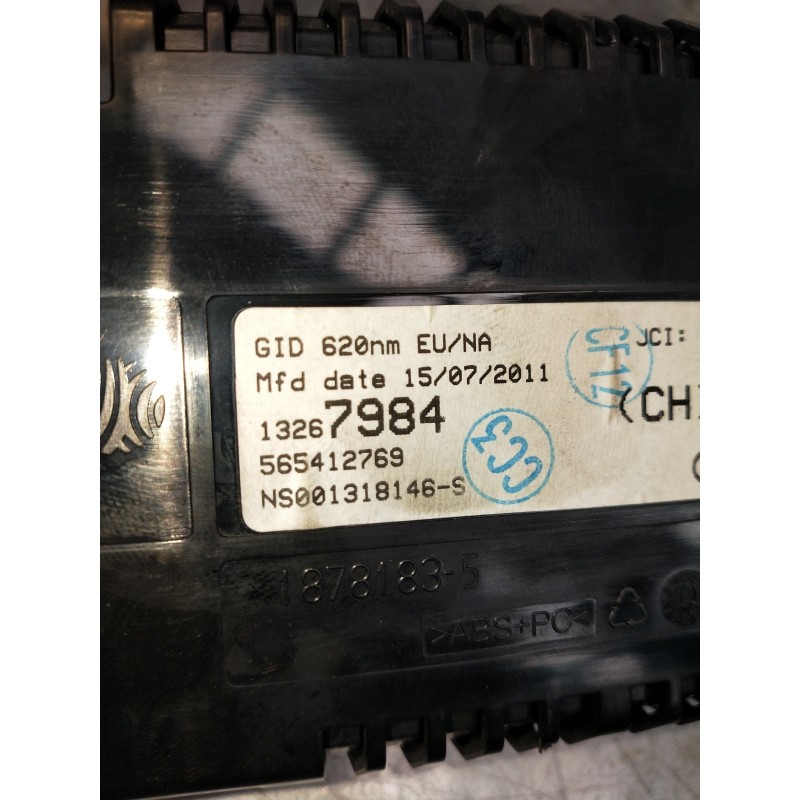 GID 620nm EU/NA
JCI:
Mfd date 15/07/2011
CF12
13267984
(CH
565412769
CC3
NS001318146-S
1878183-5
>ABS+PC<